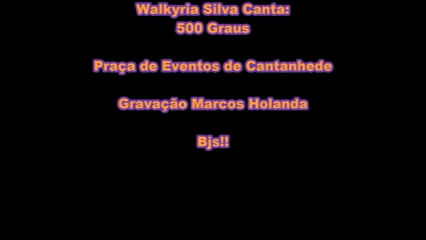 Walkyria Silva Canta:
500 Graus
Praça de Eventos de Cantanhede
Gravação Marcos Holanda
Bjs!!